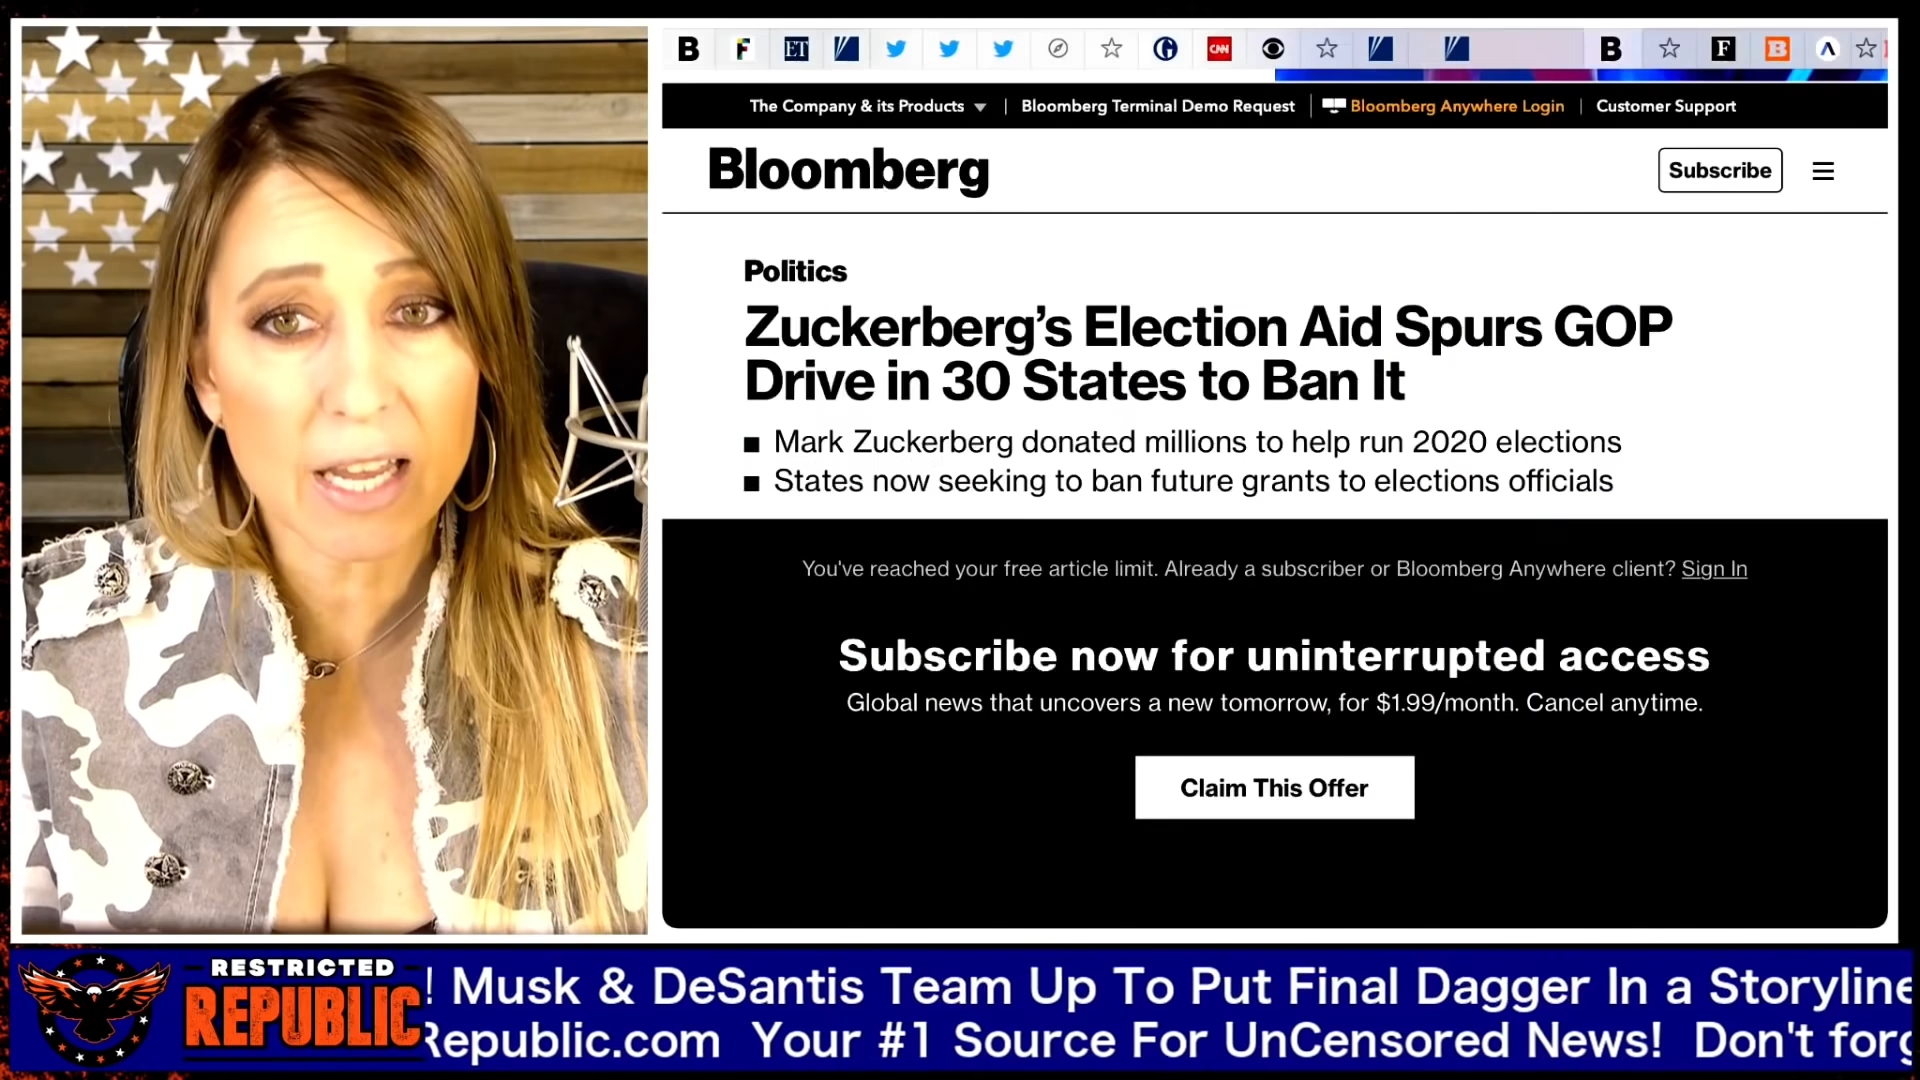 B F ET CNN B F B
The Company & its Products | Bloomberg Terminal Demo Request | Bloomberg Anywhere Login | Customer Support
Bloomberg
Subscribe
Politics
Zuckerberg's Election Aid Spurs GOP
Drive in 30 States to Ban It
Mark Zuckerberg donated millions to help run 2020 elections
States now seeking to ban future grants to elections officials
You've reached your free article limit. Already a subscriber or Bloomberg Anywhere client? Sign In
Subscribe now for uninterrupted access
Global news that uncovers a new tomorrow, for $1.99/month. Cancel anytime.
Claim This Offer
RESTRICTED
REPUBLIC
! Musk & DeSantis Team Up To Put Final Dagger In a Storyline
Republic.com Your #1 Source For UnCensored News! Don't forg